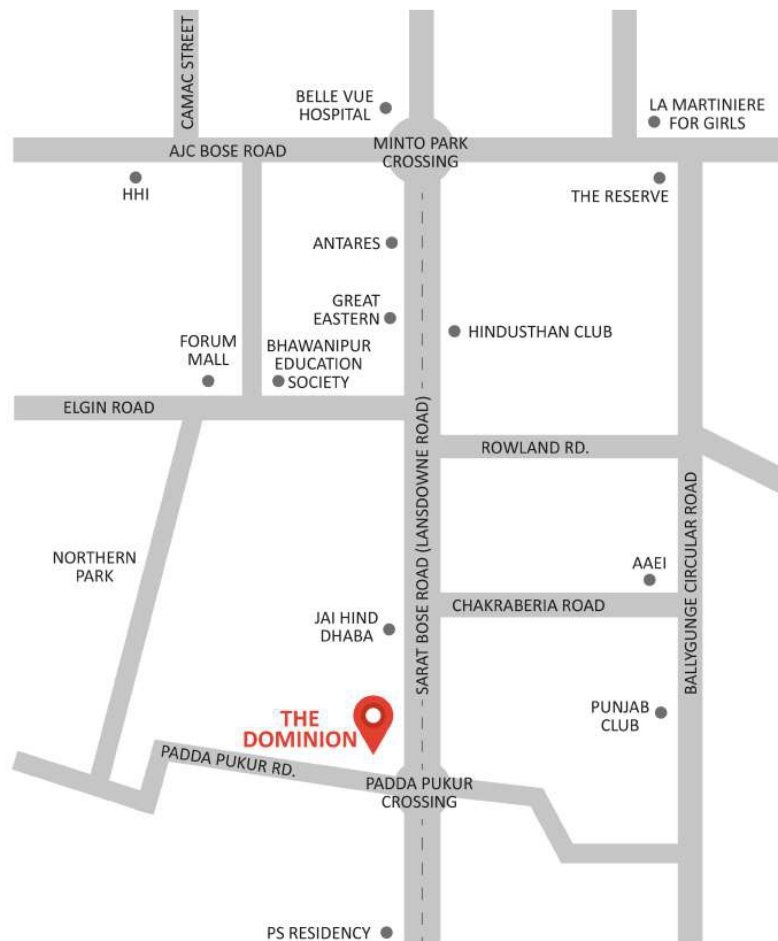 CAMAC STREET
BELLE VUE
HOSPITAL
LA MARTINIERE
FOR GIRLS
AJC BOSE ROAD
MINTO PARK
CROSSING
HHI
THE RESERVE
ANTARES
GREAT
EASTERN
HINDUSTHAN CLUB
FORUM
MALL
BHAWANIPUR
EDUCATION
SOCIETY
ELGIN ROAD
SARAT BOSE ROAD (LANSDOWNE ROAD)
ROWLAND RD.
BALLYGUNGE CIRCULAR ROAD
NORTHERN
PARK
AAEI
CHAKRABERIA ROAD
JAI HIND
DHABA
THE
DOMINION
PUNJAB
CLUB
PADDA PUKUR RD.
PADDA PUKUR
CROSSING
PS RESIDENCY